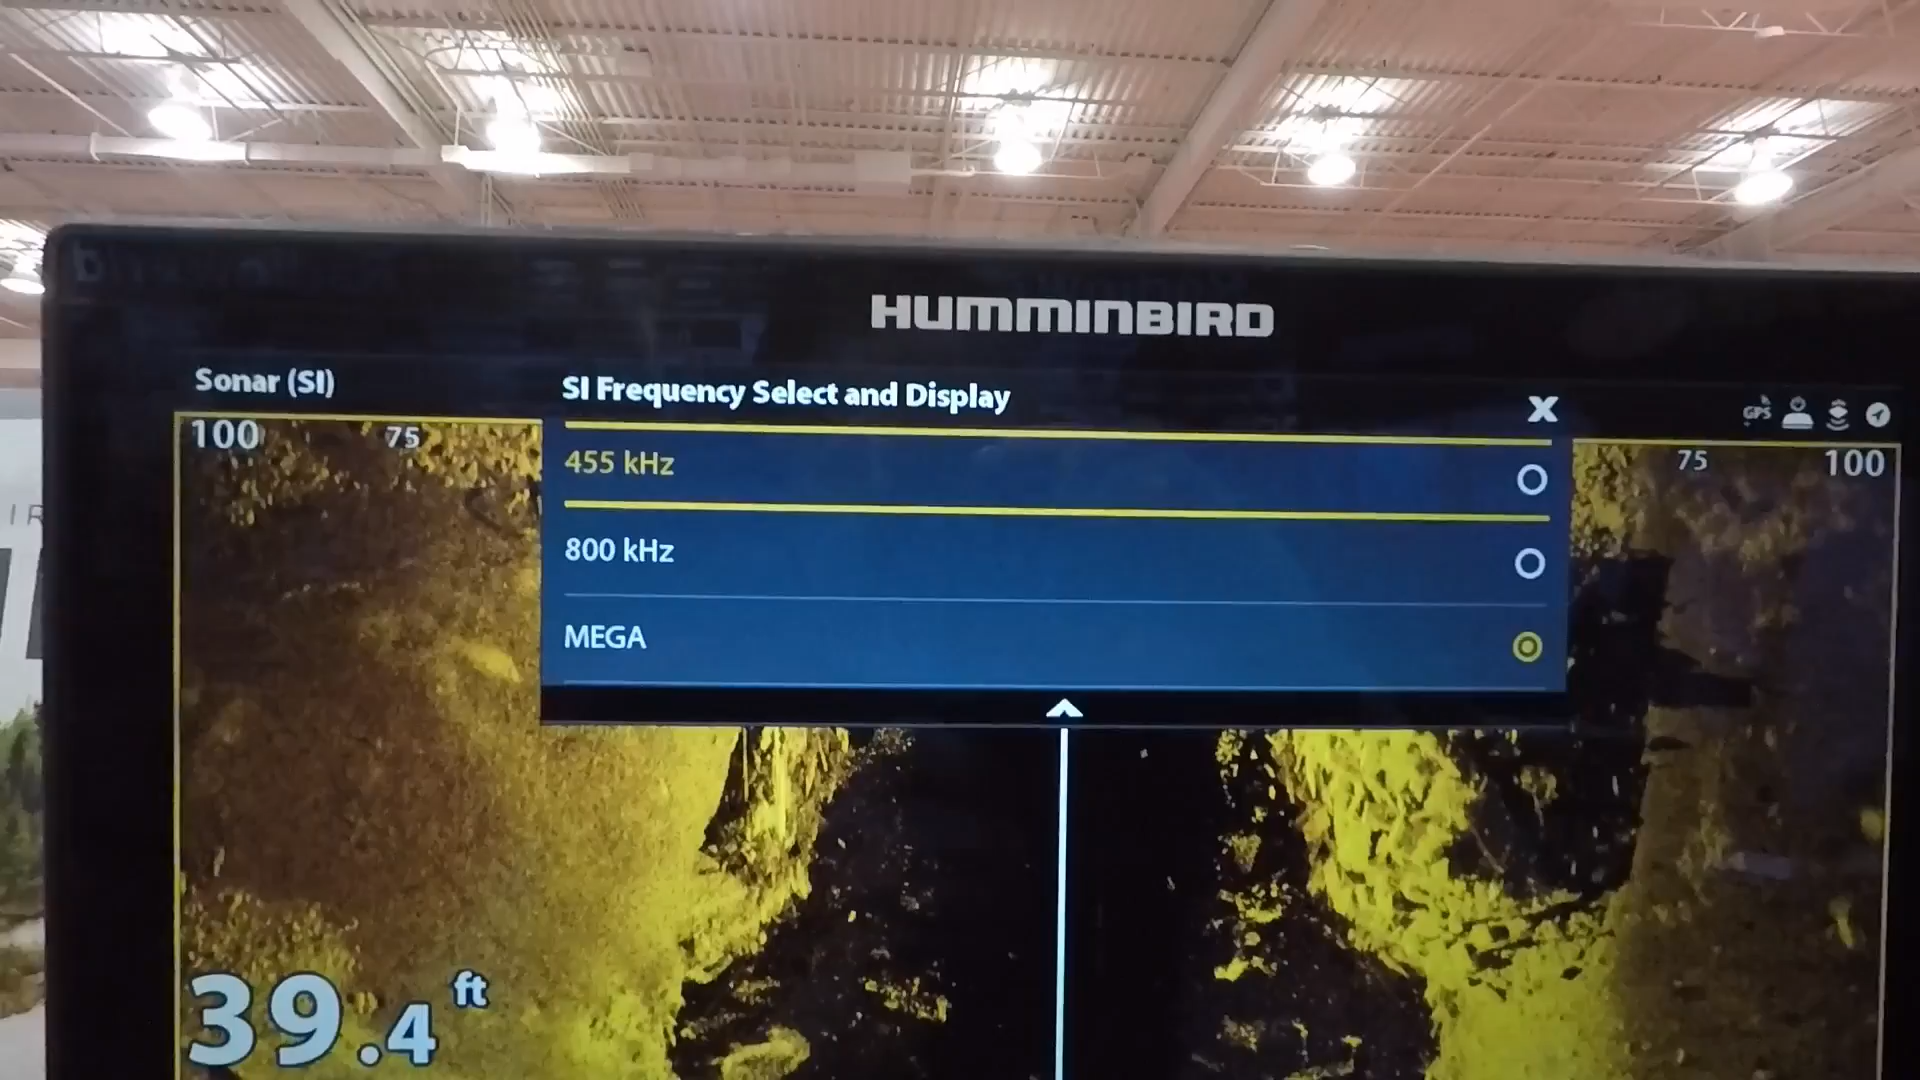 HUMMINBIRD
Sonar (SI)
SI Frequency Select and Display
X
GPS
100
75
75
100
455 kHz
800 kHz
MEGA
39.4 ft